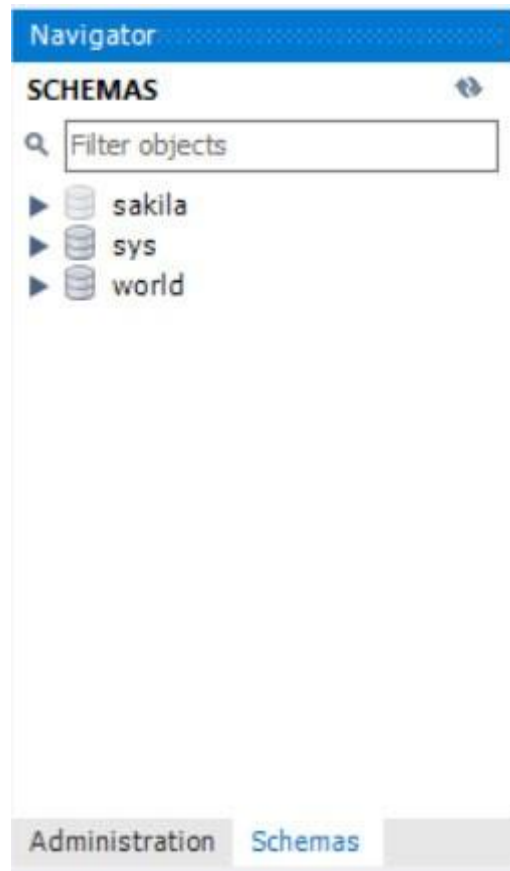 Navigator
SCHEMAS
Filter objects
sakila
sys
world
Administration Schemas